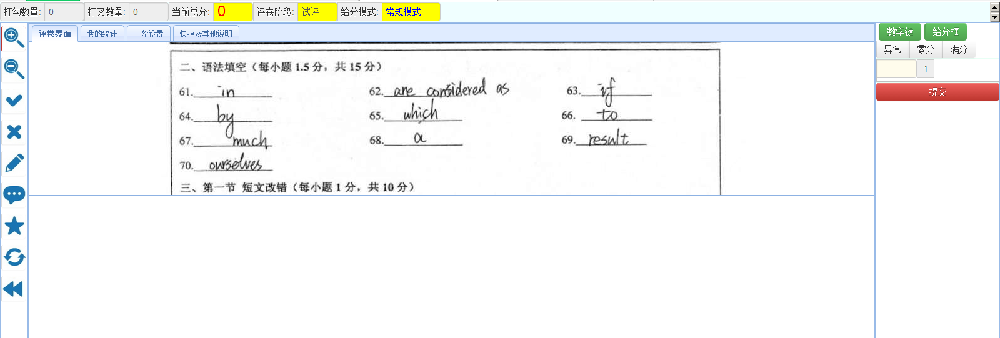 打勾数量: 0 打叉数量: 0 当前总分: 0 评卷阶段: 试评 给分模式: 常规模式
评卷界面 我的统计 一般设置 快捷及其他说明
数字键 给分框
异常 零分 满分
1
提交
二、语法填空（每小题 1.5 分，共 15 分）
61. in 62. are considered as 63. if
64. by 65. which 66. to
67. much 68. a 69. result
70. ourselves
三、第一节 短文改错（每小题 1 分，共 10 分）